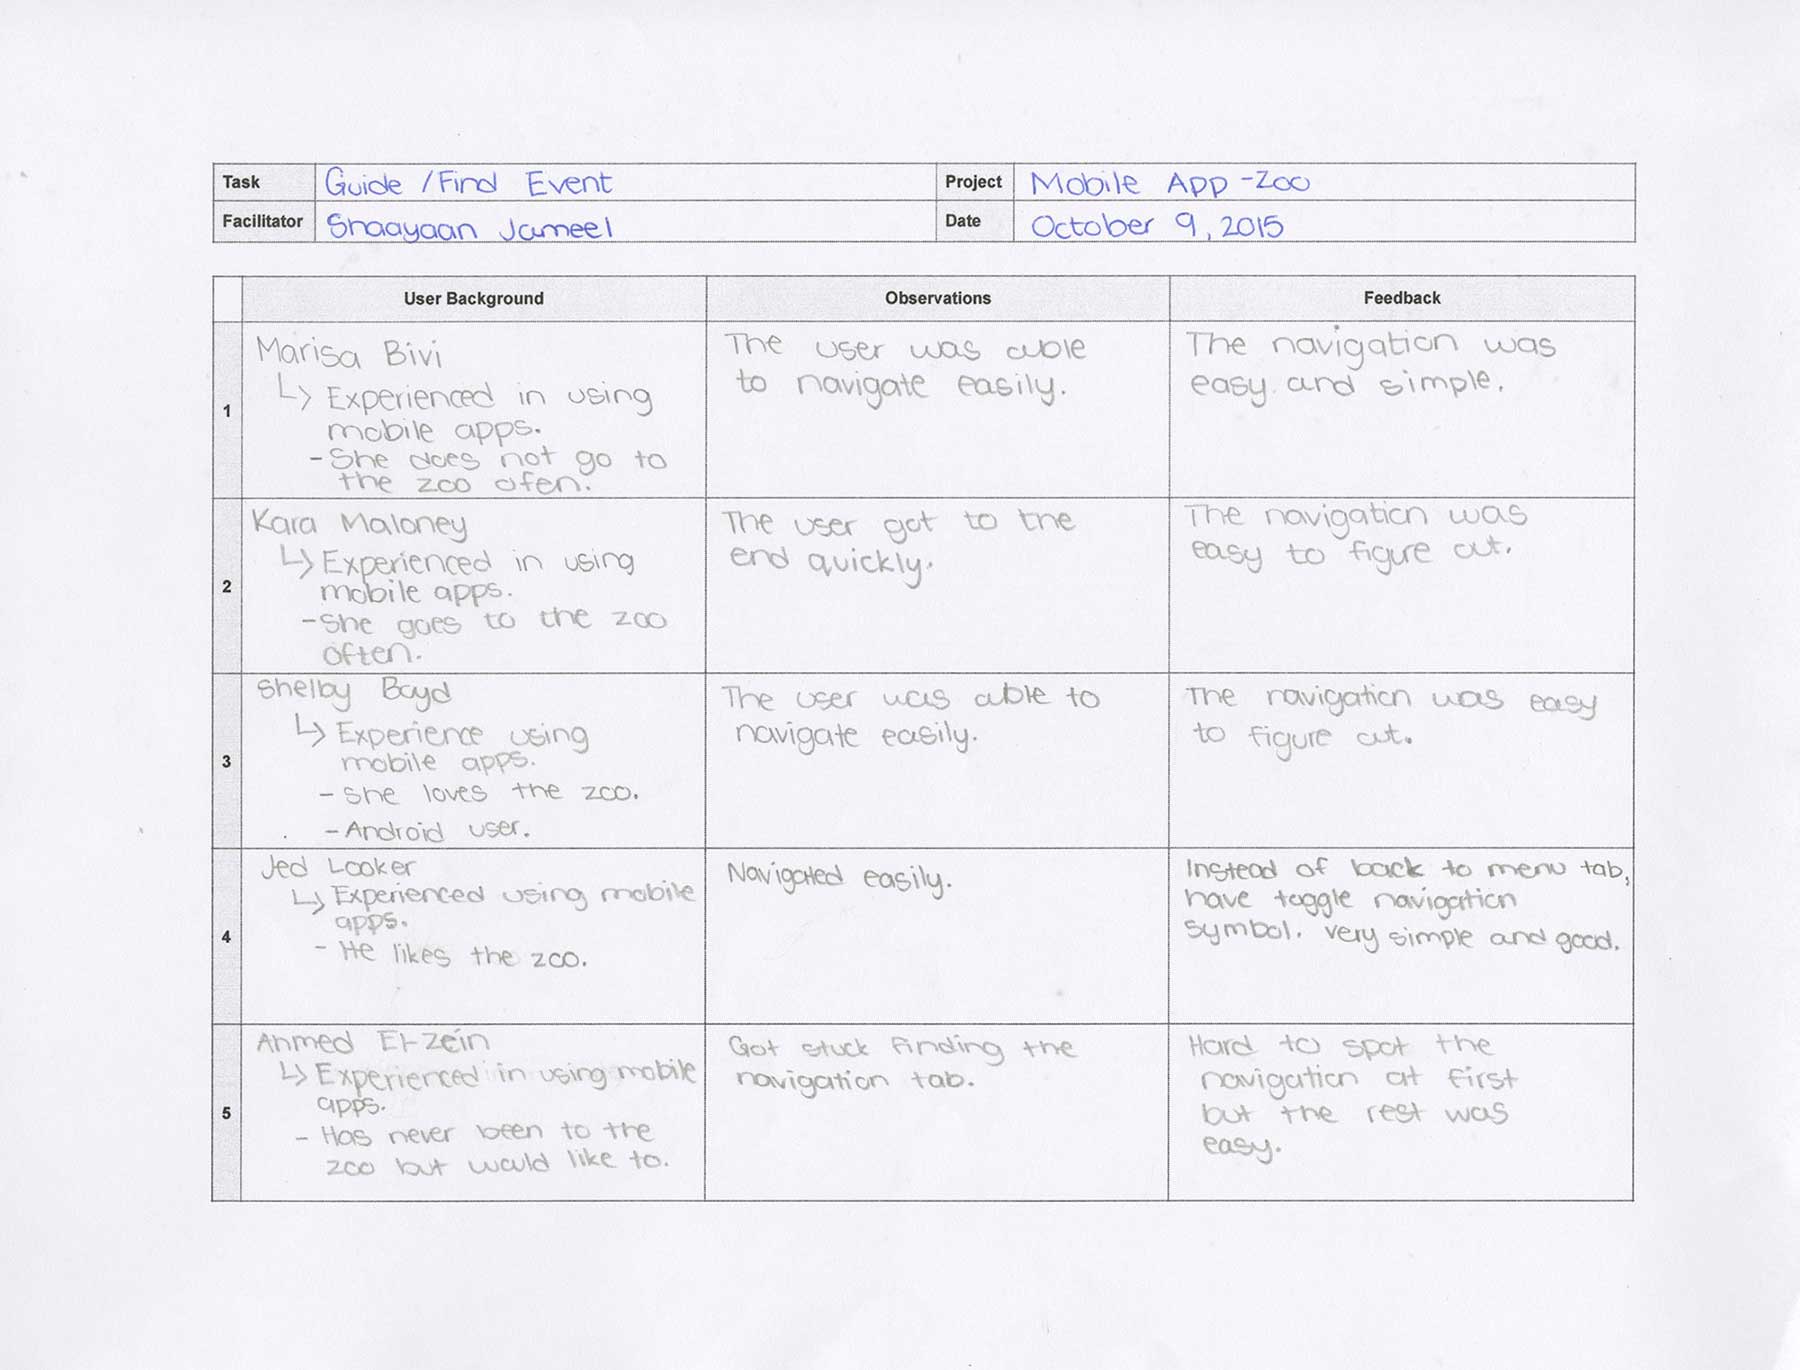 Task Guide / Find Event Project Mobile App - Zoo
Facilitator Shaayaan Jameel Date October 9, 2015
User Background Observations Feedback
1
Marisa Bivi
↳ Experienced in using
mobile apps.
- She does not go to
the zoo ofen.
The user was able
to navigate easily.
The navigation was
easy and simple.
2
Kara Maloney
↳ Experienced in using
mobile apps.
- She goes to the zoo
often.
The user got to the
end quickly.
The navigation was
easy to figure out.
3
Shelby Boyd
↳ Experience using
mobile apps.
- She loves the zoo.
- Android user.
The user was able to
navigate easily.
The navigation was easy
to figure out.
4
Jed Looker
↳ Experienced using mobile
apps.
- He likes the zoo.
Navigated easily.
Instead of back to menu tab,
have toggle navigation
symbol. Very simple and good.
5
Ahmed El-Zein
↳ Experienced in using mobile
apps.
- Has never been to the
zoo but would like to.
Got stuck finding the
navigation tab.
Hard to spot the
navigation at first
but the rest was
easy.